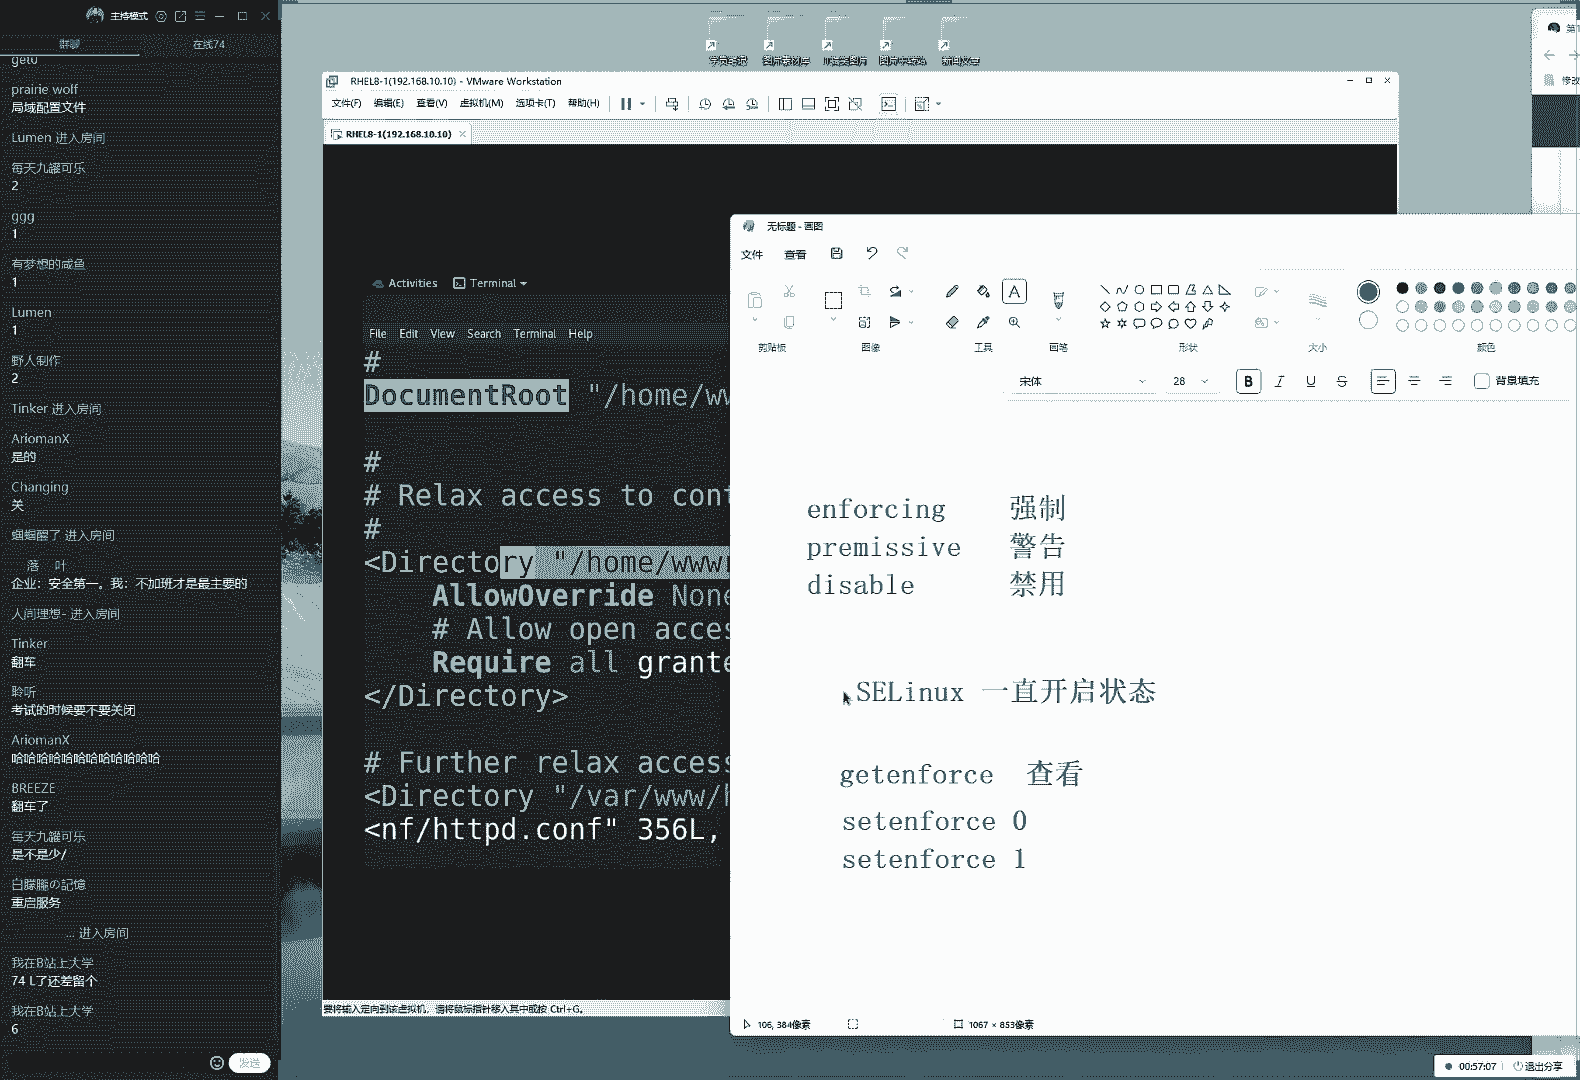 主持模式
群聊
在线74
getu
prairie wolf
局域配置文件
Lumen 进入房间
每天九罐可乐
2
ggg
1
有梦想的咸鱼
1
Lumen
1
野人制作
2
Tinker 进入房间
AriomanX
是的
Changing
关
蝈蝈醒了 进入房间
落 叶
企业：安全第一。我：不加班才是最主要的
人间理想- 进入房间
Tinker
翻车
聆听
考试的时候要不要关闭
AriomanX
哈哈哈哈哈哈哈哈哈哈哈哈
BREEZE
翻车了
每天九罐可乐
是不是少/
白朦朧の記憶
重启服务
... 进入房间
我在B站上大学
74 L了还差留个
我在B站上大学
6
发送
RHEL8-1(192.168.10.10) - VMware Workstation
文件(F) 编辑(E) 查看(V) 虚拟机(M) 选项卡(T) 帮助(H)
RHEL8-1(192.168.10.10)
Activities Terminal
File Edit View Search Terminal Help
#
DocumentRoot "/home/ww
#
# Relax access to cont
#
<Directory "/home/www
AllowOverride None
# Allow open acces
Require all grante
</Directory>
# Further relax access
<Directory "/var/www/h
<nf/httpd.conf" 356L,
要将输入定向到该虚拟机，请将鼠标指针移入其中或按 Ctrl+G。
无标题 - 画图
文件 查看
剪贴板 图像 工具 画笔 形状 大小 颜色
宋体 28 B I U S 背景填充
enforcing 强制
premissive 警告
disable 禁用
SELinux 一直开启状态
getenforce 查看
setenforce 0
setenforce 1
106, 384像素 1067 × 853像素
修改
00:57:07 退出分享